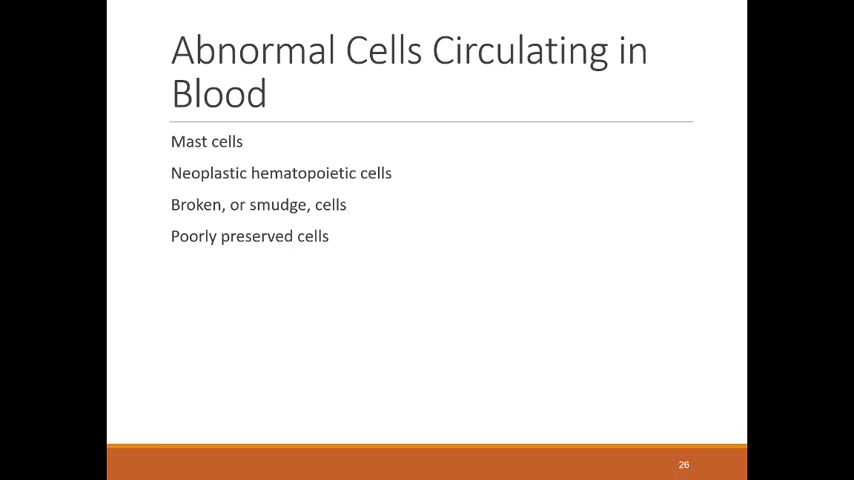 Abnormal Cells Circulating in
Blood
Mast cells
Neoplastic hematopoietic cells
Broken, or smudge, cells
Poorly preserved cells
26